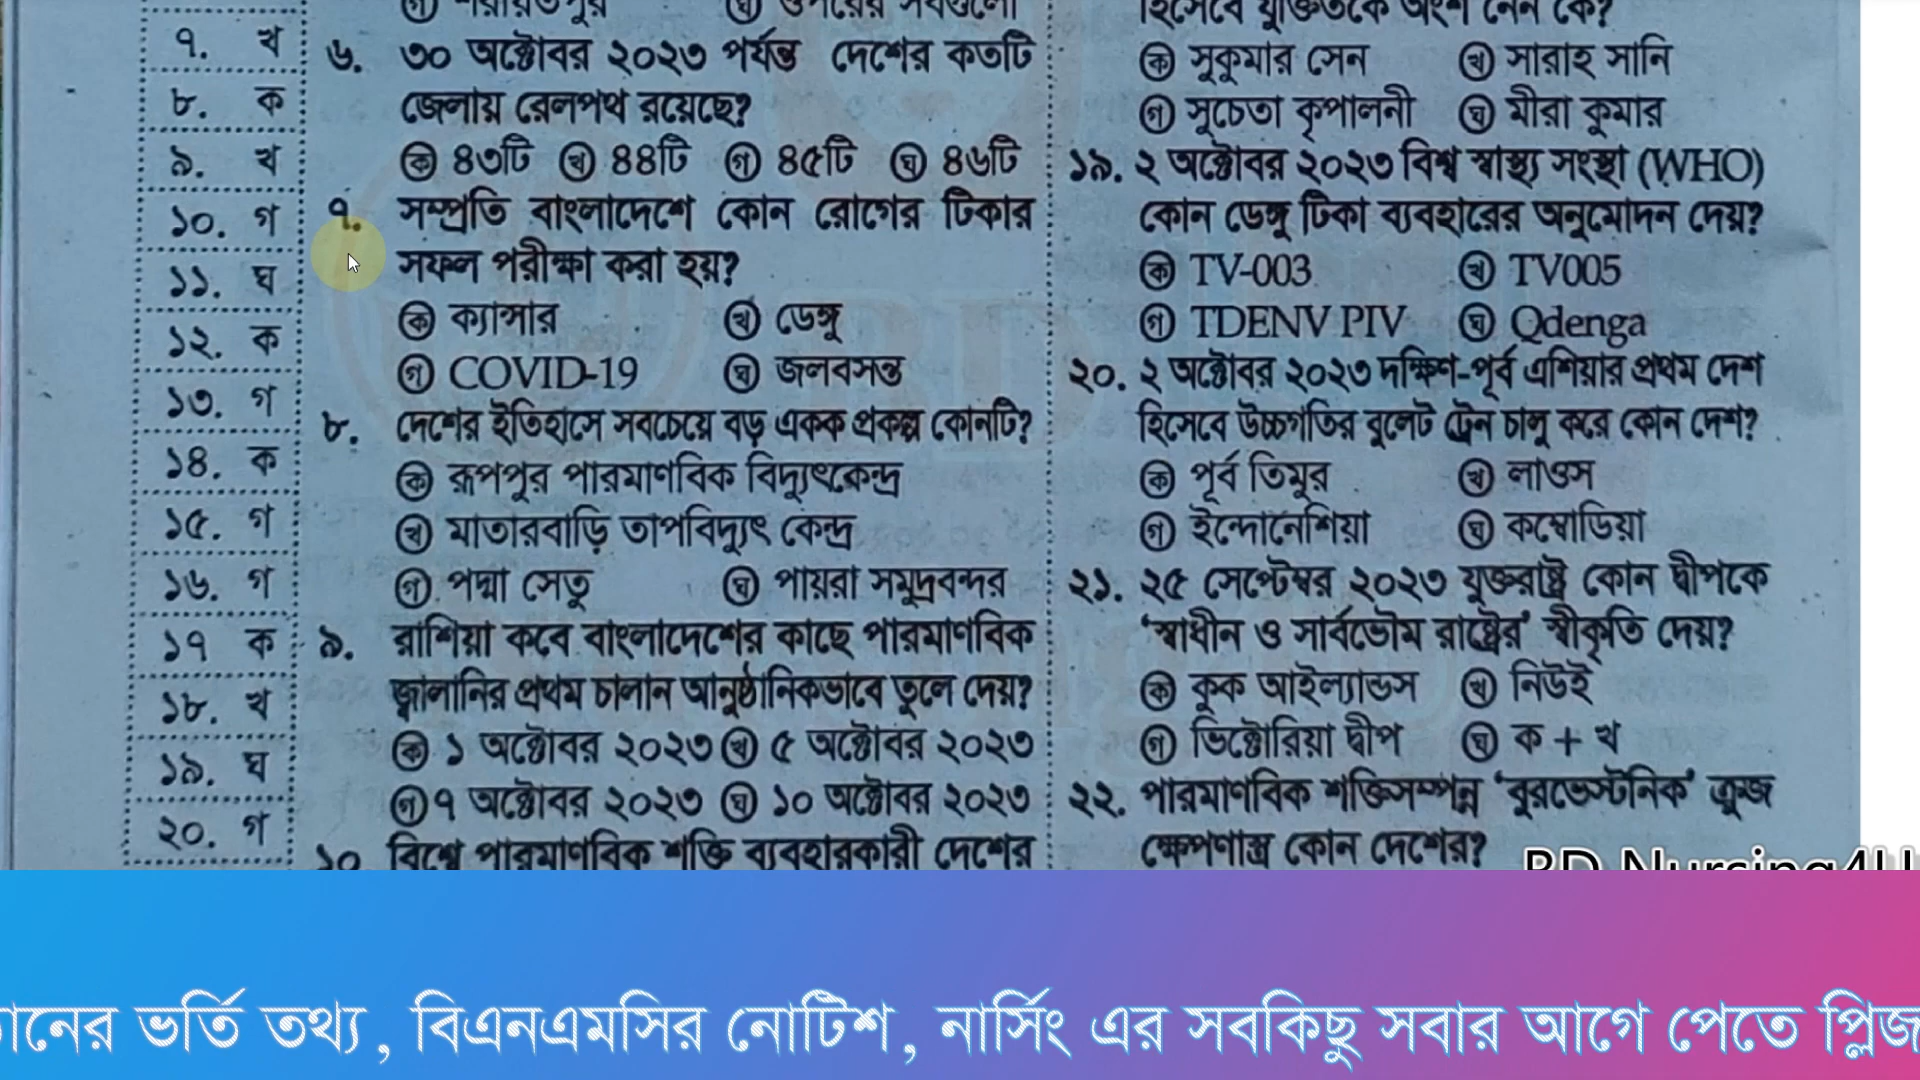 ৭. খ
৮. ক
৯. খ
১০. গ
১১. ঘ
১২. ক
১৩. গ
১৪. ক
১৫. গ
১৬. গ
১৭ ক
১৮. খ
১৯. ঘ
২০. গ
৬. ৩০ অক্টোবর ২০২৩ পর্যন্ত দেশের কতটি
জেলায় রেলপথ রয়েছে?
ক ৪৩টি খ ৪৪টি গ ৪৫টি ঘ ৪৬টি
৭. সম্প্রতি বাংলাদেশে কোন রোগের টিকার
সফল পরীক্ষা করা হয়?
ক ক্যান্সার খ ডেঙ্গু
গ COVID-19 ঘ জলবসন্ত
৮. দেশের ইতিহাসে সবচেয়ে বড় একক প্রকল্প কোনটি?
ক রূপপুর পারমাণবিক বিদ্যুৎকেন্দ্র
খ মাতারবাড়ি তাপবিদ্যুৎ কেন্দ্র
গ পদ্মা সেতু ঘ পায়রা সমুদ্রবন্দর
৯. রাশিয়া কবে বাংলাদেশের কাছে পারমাণবিক
জ্বালানির প্রথম চালান আনুষ্ঠানিকভাবে তুলে দেয়?
ক ১ অক্টোবর ২০২৩ খ ৫ অক্টোবর ২০২৩
গ ৭ অক্টোবর ২০২৩ ঘ ১০ অক্টোবর ২০২৩
১০ বিশ্বে পারমাণবিক শক্তি ব্যবহারকারী দেশের
হিসেবে যুক্তিতর্কে অংশ নেন কে?
ক সুকুমার সেন খ সারাহ সানি
গ সুচেতা কৃপালনী ঘ মীরা কুমার
১৯. ২ অক্টোবর ২০২৩ বিশ্ব স্বাস্থ্য সংস্থা (WHO)
কোন ডেঙ্গু টিকা ব্যবহারের অনুমোদন দেয়?
ক TV-003 খ TV005
গ TDENV PIV ঘ Qdenga
২০. ২ অক্টোবর ২০২৩ দক্ষিণ-পূর্ব এশিয়ার প্রথম দেশ
হিসেবে উচ্চগতির বুলেট ট্রেন চালু করে কোন দেশ?
ক পূর্ব তিমুর খ লাওস
গ ইন্দোনেশিয়া ঘ কম্বোডিয়া
২১. ২৫ সেপ্টেম্বর ২০২৩ যুক্তরাষ্ট্র কোন দ্বীপকে
‘স্বাধীন ও সার্বভৌম রাষ্ট্রের’ স্বীকৃতি দেয়?
ক কুক আইল্যান্ডস খ নিউই
গ ভিক্টোরিয়া দ্বীপ ঘ ক + খ
২২. পারমাণবিক শক্তিসম্পন্ন ‘বুরভেস্টনিক’ ক্রুজ
ক্ষেপণাস্ত্র কোন দেশের?
BD Nursing4U
ভর্তি তথ্য, বিএনএমসির নোটিশ, নার্সিং এর সবকিছু সবার আগে পেতে প্লিজ